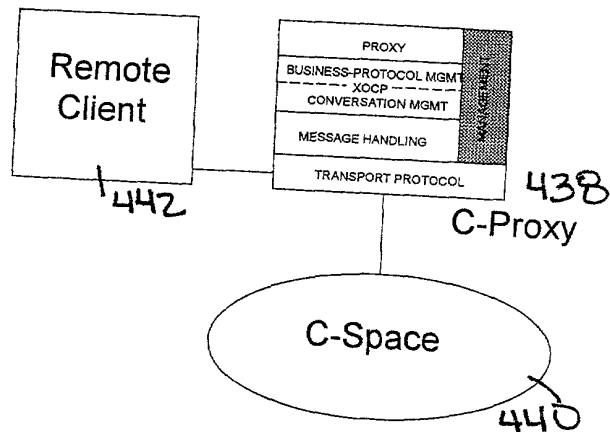 Remote
Client
442
PROXY
BUSINESS-PROTOCOL MGMT
XOCP
CONVERSATION MGMT
MESSAGE HANDLING
TRANSPORT PROTOCOL
MANAGEMENT
438
C-Proxy
C-Space
440